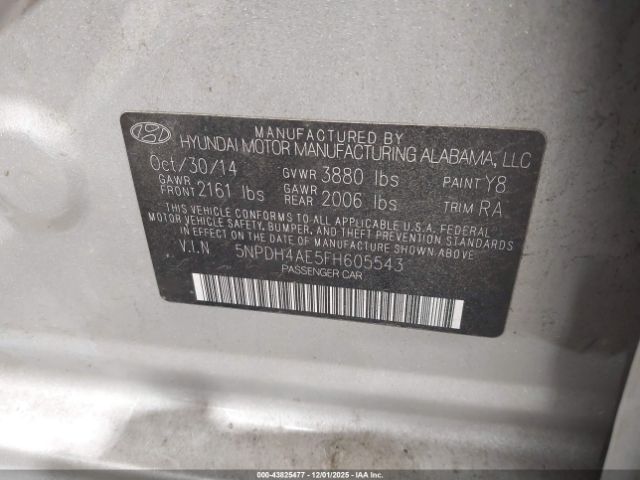 MANUFACTURED BY
HYUNDAI MOTOR MANUFACTURING ALABAMA, LLC
Oct/30/14 GVWR 3880 lbs PAINT Y8
GAWR FRONT 2161 lbs GAWR REAR 2006 lbs TRIM RA
THIS VEHICLE CONFORMS TO ALL APPLICABLE U.S.A. FEDERAL
MOTOR VEHICLE SAFETY, BUMPER, AND THEFT PREVENTION STANDARDS
IN EFFECT ON THE DATE OF MANUFACTURE SHOWN ABOVE
V.I.N 5NPDH4AE5FH605543
PASSENGER CAR
000-43825477 - 12/01/2025 - IAAI.com